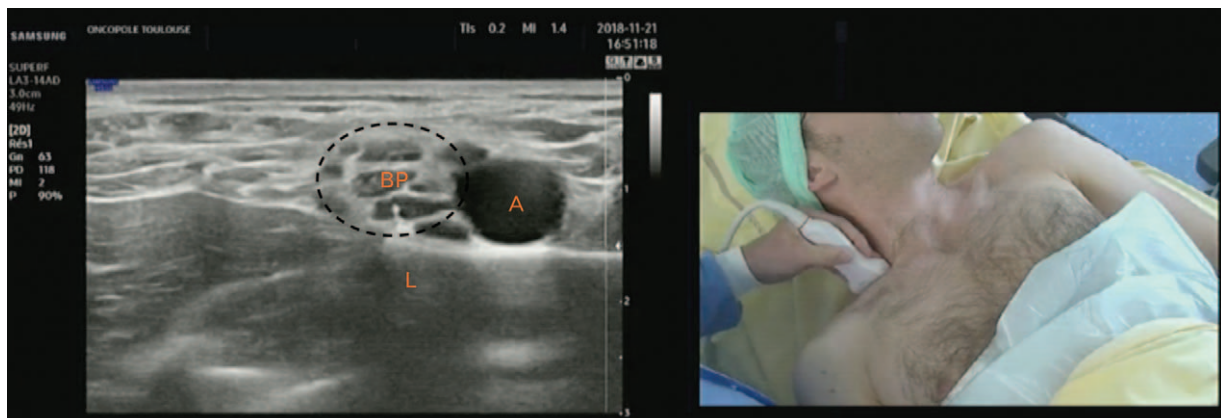 SAMSUNG
ONCOPOLE TOULOUSE
TIs 0.2 MI 1.4
2018-11-21
16:51:18
SUPERF
LA3-14AD
3.0cm
49Hz
[2D]
Rés1
Gn 63
PD 118
MI 2
P 90%
0
BP
1
A
L
2
3